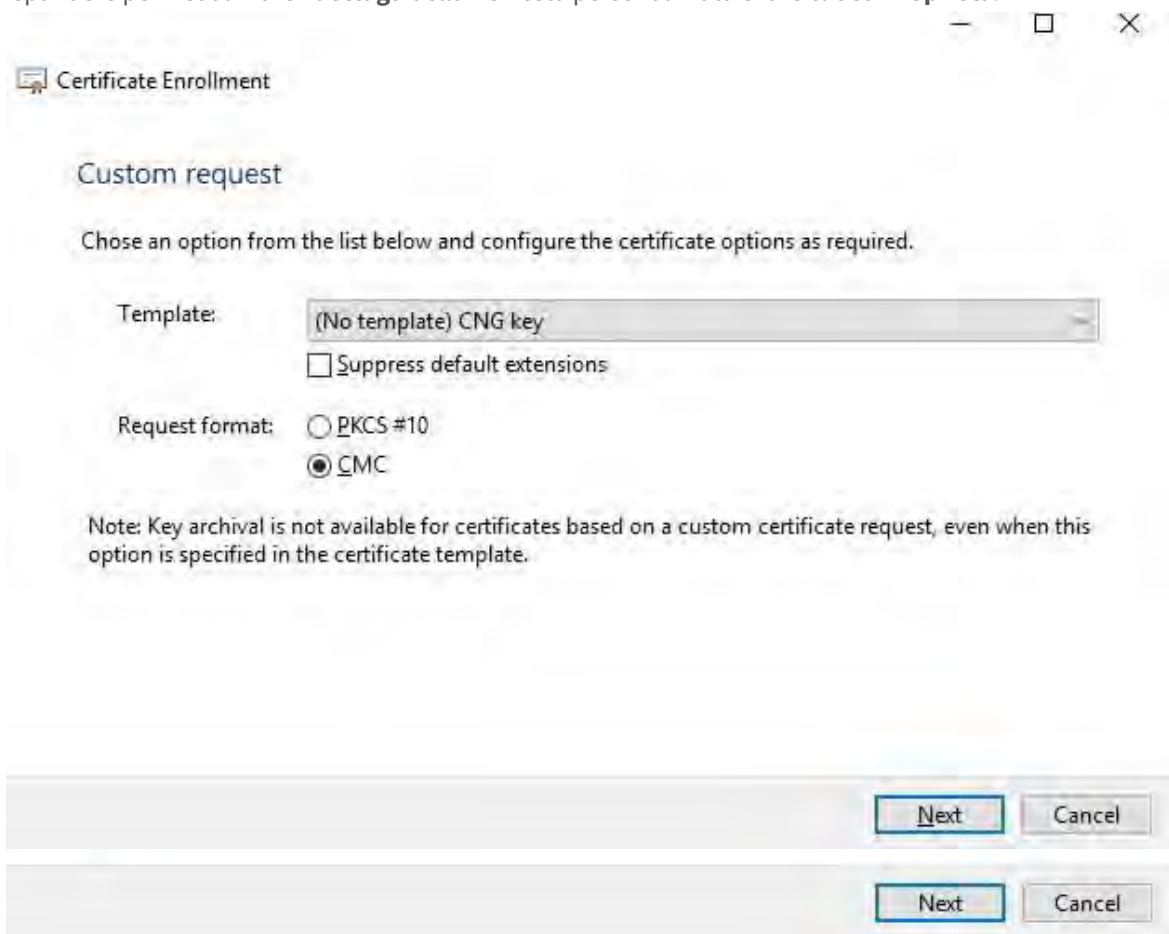 Certificate Enrollment
Custom request
Chose an option from the list below and configure the certificate options as required.
Template: (No template) CNG key
Suppress default extensions
Request format: PKCS #10
CMC
Note: Key archival is not available for certificates based on a custom certificate request, even when this
option is specified in the certificate template.
Next Cancel
Next Cancel